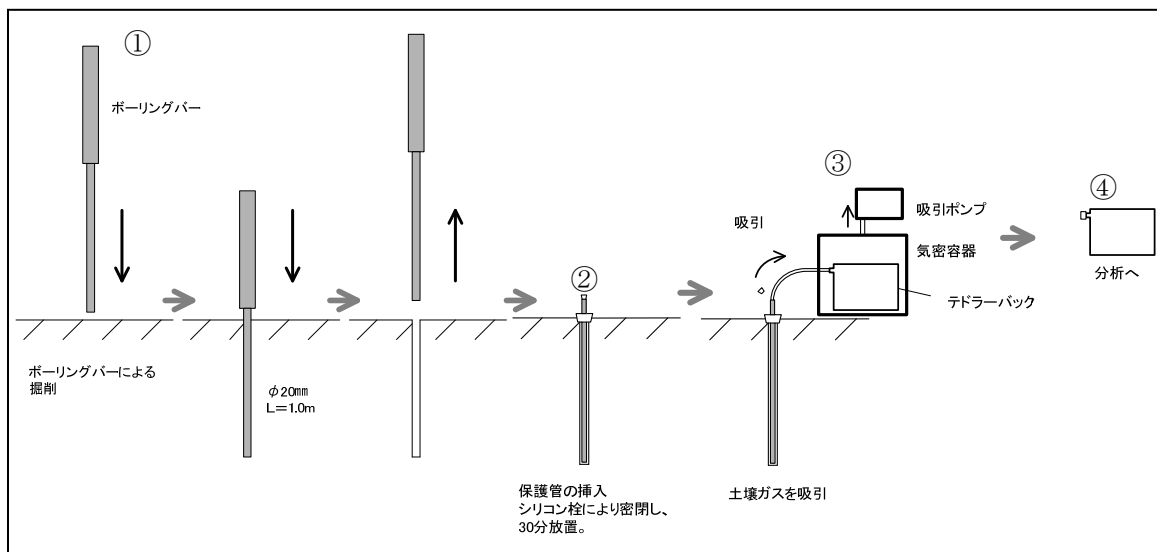 ①
ボーリングバー
ボーリングバーによる
掘削
φ20㎜
L=1.0m
②
保護管の挿入
シリコン栓により密閉し、
30分放置。
③
吸引
吸引ポンプ
気密容器
テドラーバック
土壌ガスを吸引
④
分析へ